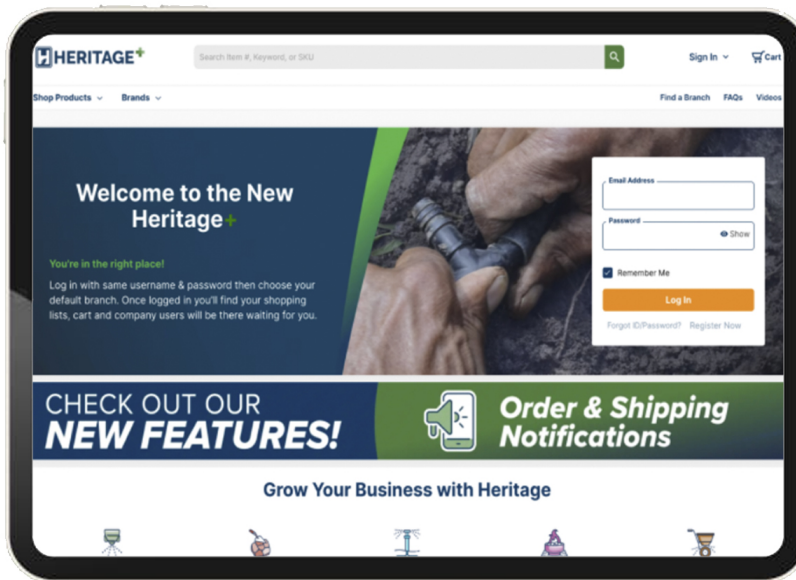 HERITAGE+
Search Item #, Keyword, or SKU
Sign In
Cart
Shop Products
Brands
Find a Branch
FAQs
Videos
Welcome to the New
Heritage+
You're in the right place!
Log in with same username & password then choose your
default branch. Once logged in you'll find your shopping
lists, cart and company users will be there waiting for you.
Email Address
Password
Show
Remember Me
Log In
Forgot ID/Password? Register Now
CHECK OUT OUR
NEW FEATURES!
Order & Shipping
Notifications
Grow Your Business with Heritage